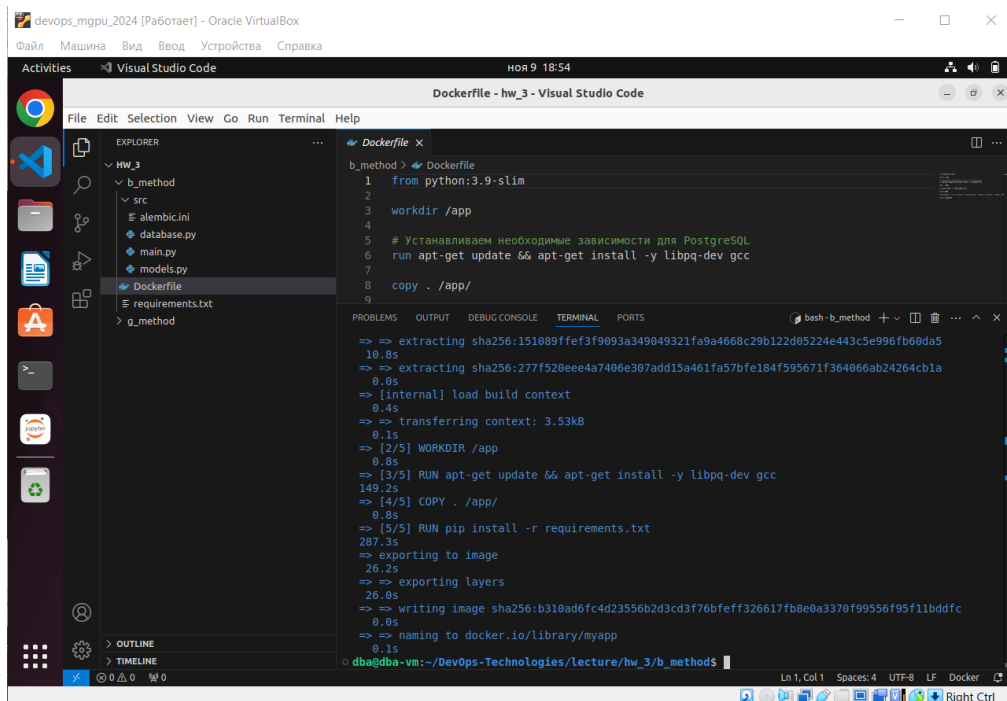 devops_mgpu_2024 [Работает] - Oracle VirtualBox
Файл Машина Вид Ввод Устройства Справка
Activities Visual Studio Code ноя 9 18:54
Dockerfile - hw_3 - Visual Studio Code
File Edit Selection View Go Run Terminal Help
EXPLORER
HW_3
b_method
src
alembic.ini
database.py
main.py
models.py
Dockerfile
requirements.txt
g_method
OUTLINE
TIMELINE
Dockerfile
b_method > Dockerfile
1 from python:3.9-slim
2
3 workdir /app
4
5 # Устанавливаем необходимые зависимости для PostgreSQL
6 run apt-get update && apt-get install -y libpq-dev gcc
7
8 copy . /app/
9
PROBLEMS OUTPUT DEBUG CONSOLE TERMINAL PORTS bash - b_method
=> => extracting sha256:151089ffef3f9093a349049321fa9a4668c29b122d05224e443c5e996fb60da5
10.8s
=> => extracting sha256:277f520eee4a7406e307add15a461fa57bfe184f595671f364066ab24264cb1a
0.0s
=> [internal] load build context
0.4s
=> => transferring context: 3.53kB
0.1s
=> [2/5] WORKDIR /app
0.8s
=> [3/5] RUN apt-get update && apt-get install -y libpq-dev gcc
149.2s
=> [4/5] COPY . /app/
0.8s
=> [5/5] RUN pip install -r requirements.txt
287.3s
=> exporting to image
26.2s
=> => exporting layers
26.0s
=> => writing image sha256:b310ad6fc4d23556b2d3cd3f76bfeff326617fb8e0a3370f99556f95f11bddfc
0.0s
=> => naming to docker.io/library/myapp
0.1s
dba@dba-vm:~/DevOps-Technologies/lecture/hw_3/b_method$
0 0 0 Ln 1, Col 1 Spaces: 4 UTF-8 LF Docker
Right Ctrl
jupyter